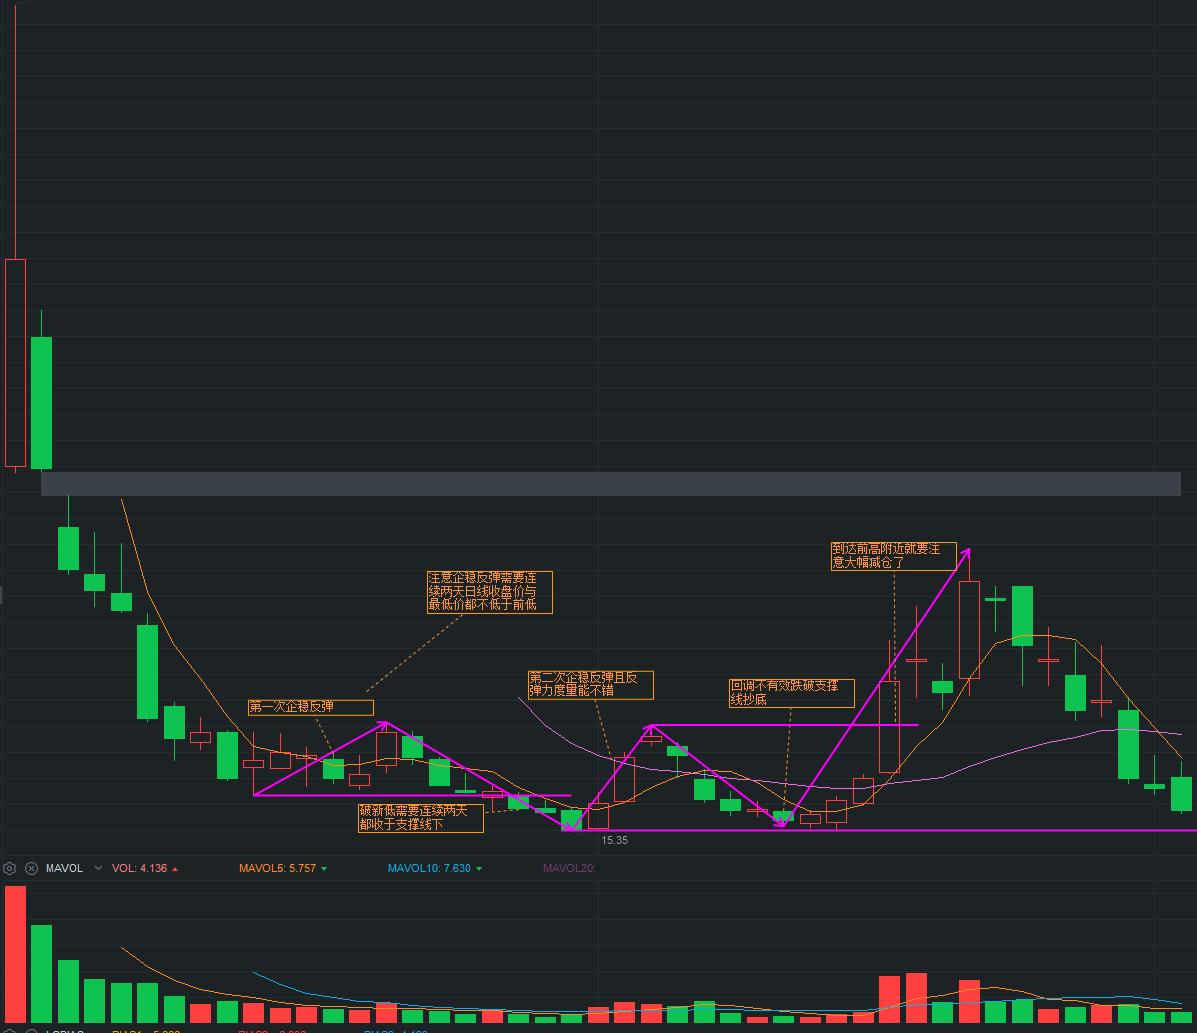 到达前高附近就要注
意大幅减仓了
注意企稳反弹需要连
续两天日线收盘价与
最低价都不低于前低
第二次企稳反弹且反
弹力度量能不错
回调不有效跌破支撑
线抄底
第一次企稳反弹
破新低需要连续两天
都收于支撑线下
15.35
MAVOL VOL: 4.136 MAVOL5: 5.757 MAVOL10: 7.630 MAVOL20: